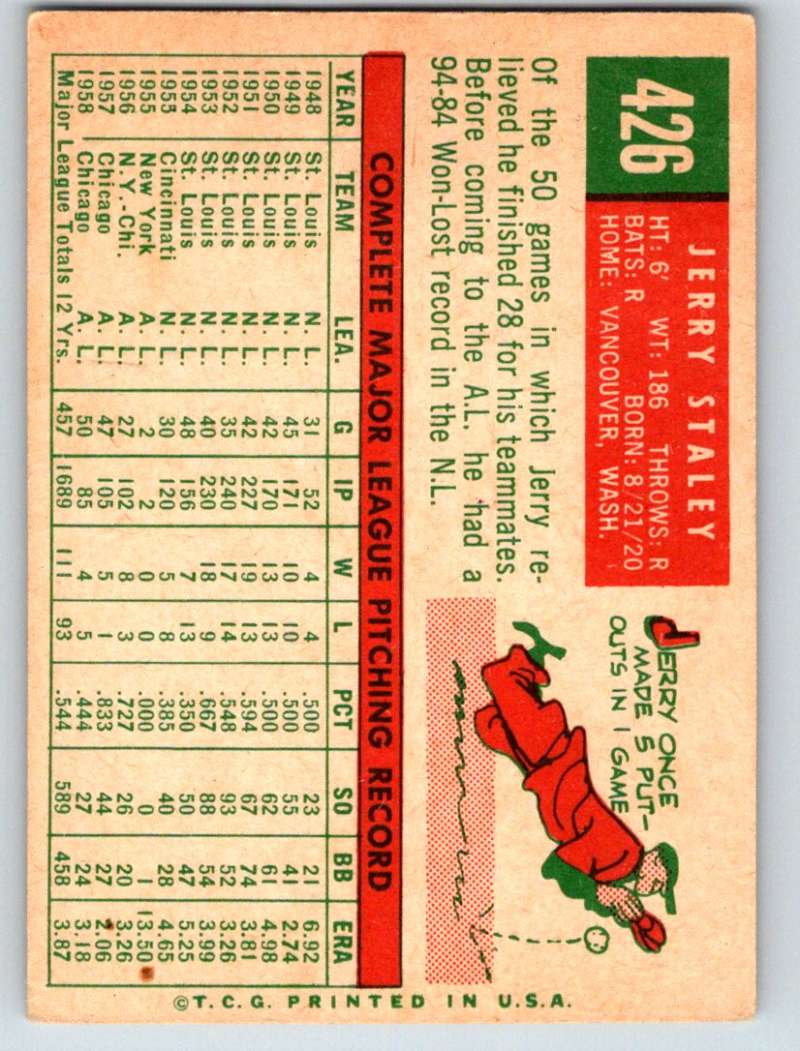 426
JERRY STALEY
HT: 6' WT: 186 THROWS: R
BATS: R BORN: 8/21/20
HOME: VANCOUVER, WASH.
Of the 50 games in which Jerry re-
lieved he finished 28 for his teammates.
Before coming to the A.L. he had a
94-84 Won-Lost record in the N.L.
JERRY ONCE
MADE 5 PUT-
OUTS IN 1 GAME
COMPLETE MAJOR LEAGUE PITCHING RECORD
YEAR TEAM LEA. G IP W L PCT SO BB ERA
1948 St. Louis N. L. 31 52 4 4 .500 23 21 6.92
1949 St. Louis N. L. 45 171 10 10 .500 55 41 2.74
1950 St. Louis N. L. 42 170 13 13 .500 62 61 4.98
1951 St. Louis N. L. 42 227 19 13 .594 67 74 3.81
1952 St. Louis N. L. 35 240 17 14 .548 93 52 3.26
1953 St. Louis N. L. 40 230 18 9 .667 88 54 3.99
1954 St. Louis N. L. 48 156 7 13 .350 50 47 5.25
1955 Cincinnati N. L. 30 120 5 8 .385 40 28 4.65
1955 New York A. L. 2 2 0 0 .000 0 1 13.50
1956 N.Y.-Chi. A. L. 27 102 8 3 .727 26 20 3.26
1957 Chicago A. L. 47 105 5 1 .833 44 27 2.06
1958 Chicago A. L. 50 85 4 5 .444 27 24 3.18
Major League Totals 12 Yrs. 457 1689 111 93 .544 589 458 3.87
©T.C.G. PRINTED IN U.S.A.